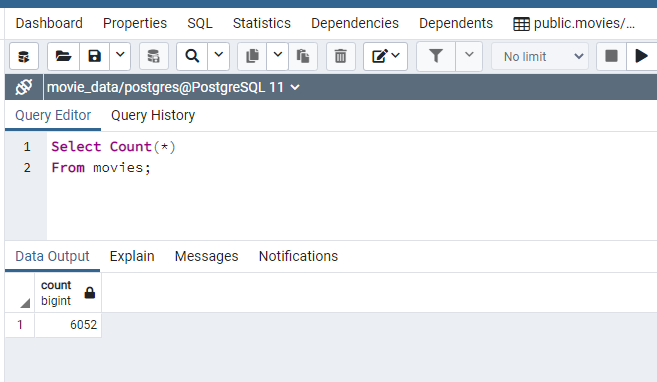 Dashboard Properties SQL Statistics Dependencies Dependents public.movies/...
No limit
movie_data/postgres@PostgreSQL 11
Query Editor Query History
1 Select Count(*)
2 From movies;
Data Output Explain Messages Notifications
count
bigint
1 6052